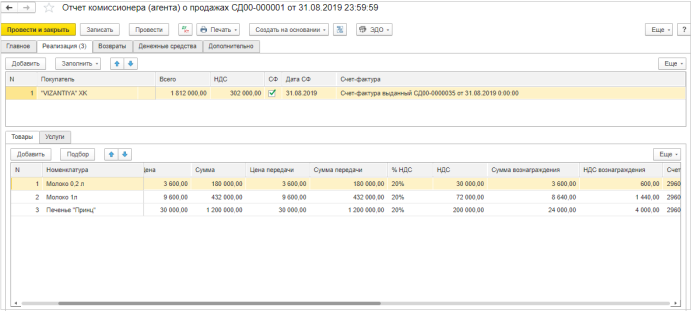 Отчет комиссионера (агента) о продажах СД00-000001 от 31.08.2019 23:59:59
Провести и закрыть Записать Провести Печать Создать на основании ЭДО Еще ?
Главное Реализация (3) Возвраты Денежные средства Дополнительно
Добавить Заполнить Еще
N Покупатель Всего НДС СФ Дата СФ Счет-фактура
1 "VIZANTIYA" ХК 1 812 000,00 302 000,00 31.08.2019 Счет-фактура выданный СД00-0000035 от 31.08.2019 0:00:00
Товары Услуги
Добавить Подбор Еще
N Номенклатура Цена Сумма Цена передачи Сумма передачи % НДС НДС Сумма вознаграждения НДС вознаграждения Счет
1 Молоко 0,2 л 3 600,00 180 000,00 3 600,00 180 000,00 20% 30 000,00 3 600,00 600,00 2960
2 Молоко 1л 9 600,00 432 000,00 9 600,00 432 000,00 20% 72 000,00 8 640,00 1 440,00 2960
3 Печенье "Принц" 30 000,00 1 200 000,00 30 000,00 1 200 000,00 20% 200 000,00 24 000,00 4 000,00 2960